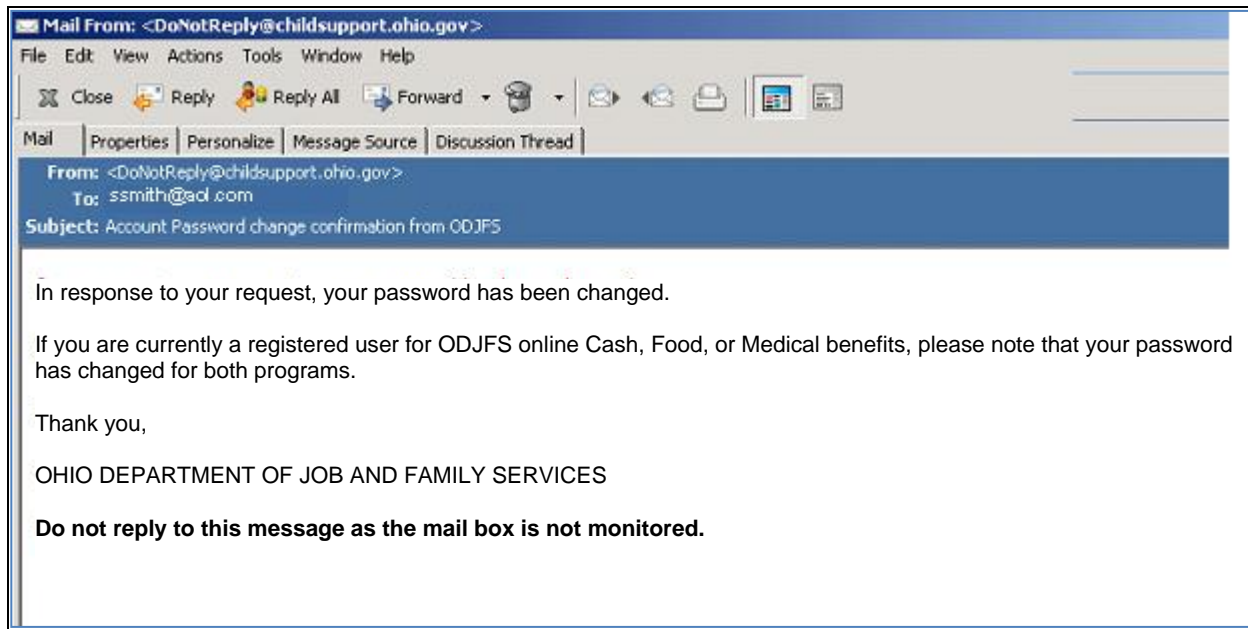 Mail From: <DoNotReply@childsupport.ohio.gov>
File Edit View Actions Tools Window Help
Close Reply Reply All Forward
Mail Properties Personalize Message Source Discussion Thread
From: <DoNotReply@childsupport.ohio.gov>
To: ssmith@aol.com
Subject: Account Password change confirmation from ODJFS
In response to your request, your password has been changed.
If you are currently a registered user for ODJFS online Cash, Food, or Medical benefits, please note that your password
has changed for both programs.
Thank you,
OHIO DEPARTMENT OF JOB AND FAMILY SERVICES
Do not reply to this message as the mail box is not monitored.